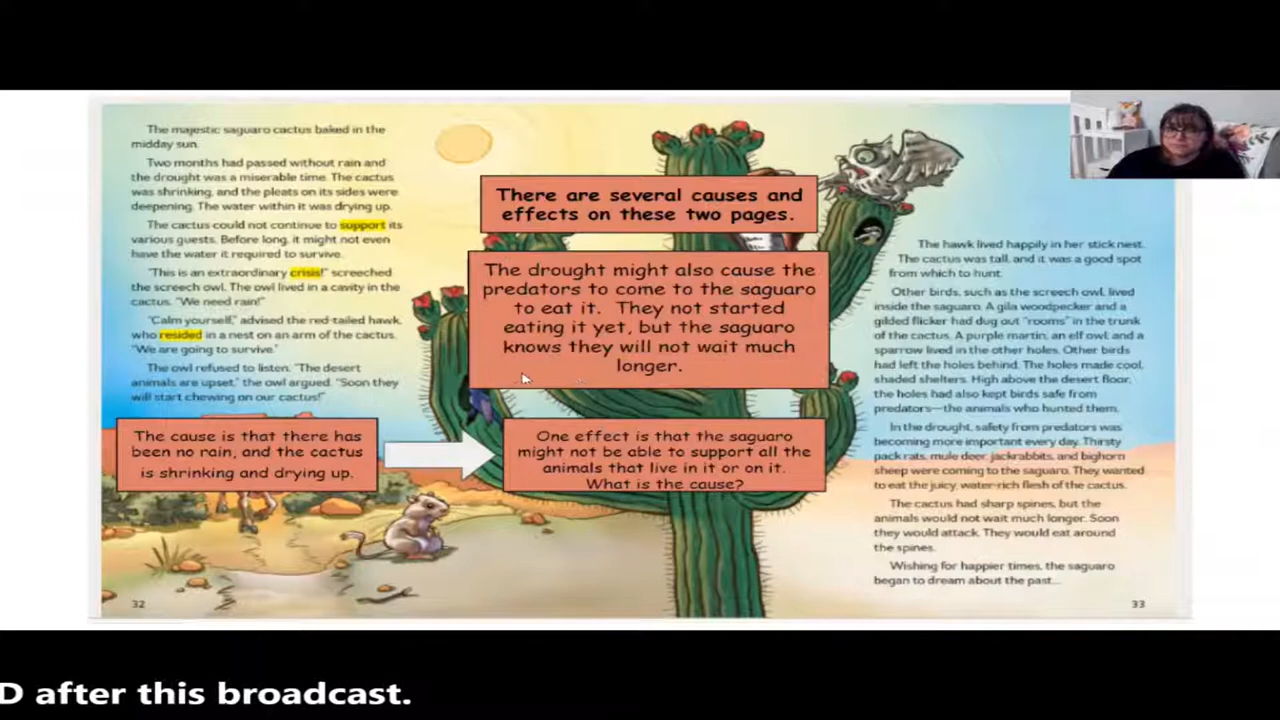 The majestic saguaro cactus baked in the
midday sun.
Two months had passed without rain and
the drought was a miserable time. The cactus
was shrinking, and the pleats on its sides were
deepening. The water within it was drying up.
The cactus could not continue to support its
various guests. Before long, it might not even
have the water it required to survive.
"This is an extraordinary crisis!" screeched
the screech owl. The owl lived in a cavity in the
cactus. "We need rain!"
"Calm yourself," advised the red-tailed hawk,
who resided in a nest on an arm of the cactus.
"We are going to survive."
The owl refused to listen. "The desert
animals are upset," the owl argued. "Soon they
will start chewing on our cactus!"
The cause is that there has
been no rain, and the cactus
is shrinking and drying up.
32
There are several causes and
effects on these two pages.
The drought might also cause the
predators to come to the saguaro
to eat it. They not started
eating it yet, but the saguaro
knows they will not wait much
longer.
One effect is that the saguaro
might not be able to support all the
animals that live in it or on it.
What is the cause?
The hawk lived happily in her stick nest.
The cactus was tall, and it was a good spot
from which to hunt.
Other birds, such as the screech owl, lived
inside the saguaro. A gila woodpecker and a
gilded flicker had dug out "rooms" in the trunk
of the cactus. A purple martin, an elf owl, and a
sparrow lived in the other holes. Other birds
had left the holes behind. The holes made cool,
shaded shelters. High above the desert floor,
the holes had also kept birds safe from
predators—the animals who hunted them.
In the drought, safety from predators was
becoming more important every day. Thirsty
pack rats, mule deer, jackrabbits, and bighorn
sheep were coming to the saguaro. They wanted
to eat the juicy, water-rich flesh of the cactus.
The cactus had sharp spines, but the
animals would not wait much longer. Soon
they would attack. They would eat around
the spines.
Wishing for happier times, the saguaro
began to dream about the past...
33
D after this broadcast.